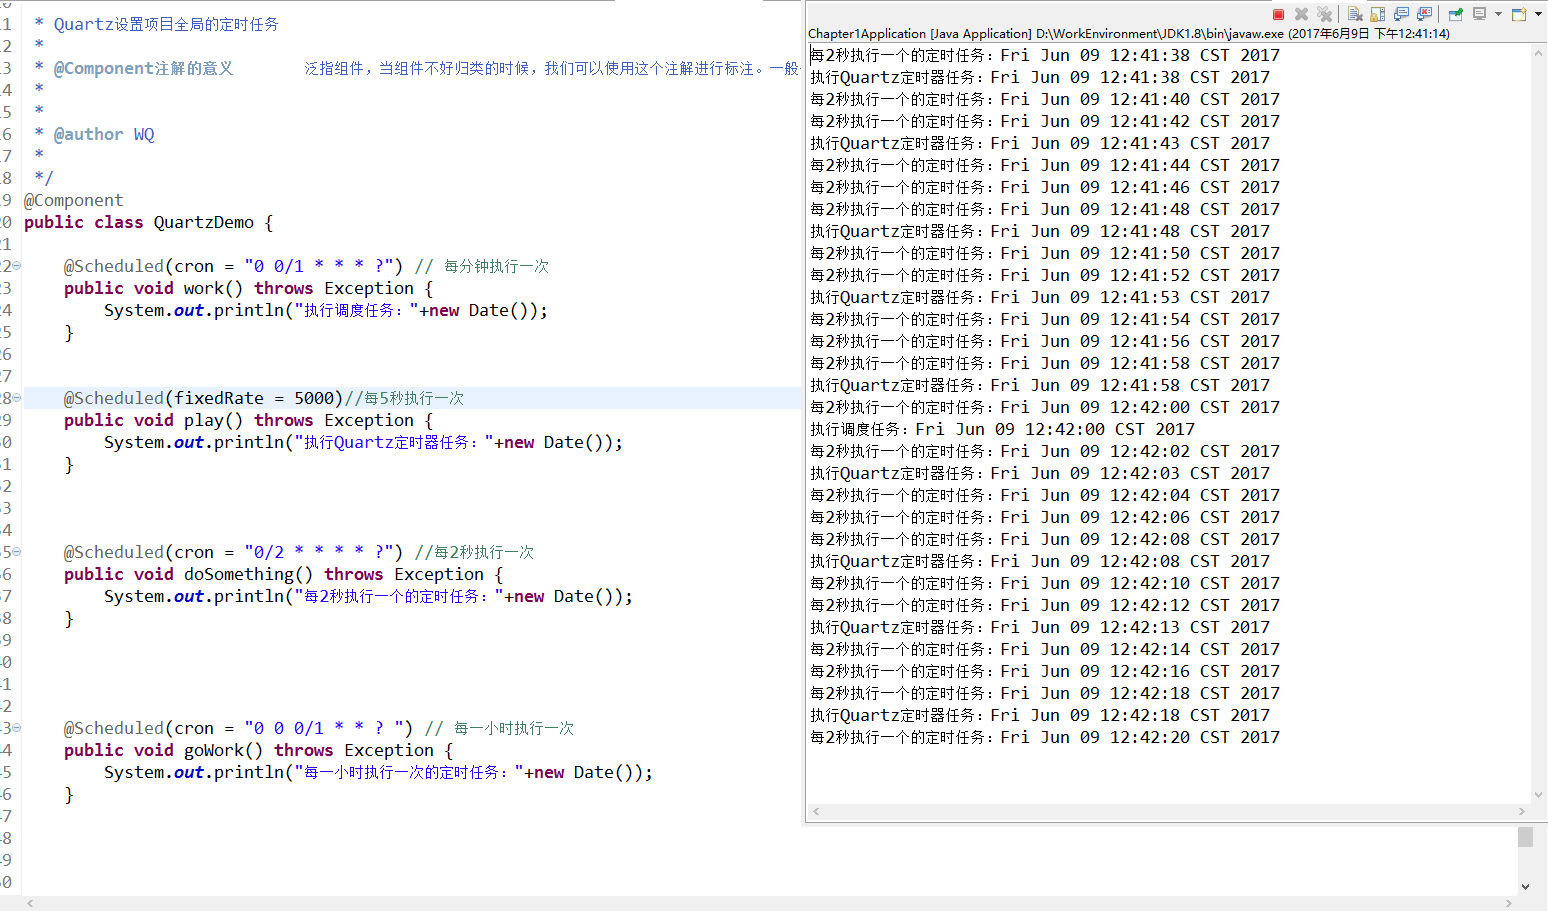 11  * Quartz设置项目全局的定时任务
12  *
13  * @Component注解的意义        泛指组件，当组件不好归类的时候，我们可以使用这个注解进行标注。一般
14  *
15  *
16  * @author WQ
17  *
18  */
19 @Component
20 public class QuartzDemo {
21
22     @Scheduled(cron = "0 0/1 * * * ?") // 每分钟执行一次
23     public void work() throws Exception {
24         System.out.println("执行调度任务："+new Date());
25     }
26
27
28     @Scheduled(fixedRate = 5000)//每5秒执行一次
29     public void play() throws Exception {
30         System.out.println("执行Quartz定时器任务："+new Date());
31     }
32
33
34
35     @Scheduled(cron = "0/2 * * * * ?") //每2秒执行一次
36     public void doSomething() throws Exception {
37         System.out.println("每2秒执行一个的定时任务："+new Date());
38     }
39
40
41
42
43     @Scheduled(cron = "0 0 0/1 * * ? ") // 每一小时执行一次
44     public void goWork() throws Exception {
45         System.out.println("每一小时执行一次的定时任务："+new Date());
46     }
47
48
49
50
Chapter1Application [Java Application] D:\WorkEnvironment\JDK1.8\bin\javaw.exe (2017年6月9日 下午12:41:14)
每2秒执行一个的定时任务：Fri Jun 09 12:41:38 CST 2017
执行Quartz定时器任务：Fri Jun 09 12:41:38 CST 2017
每2秒执行一个的定时任务：Fri Jun 09 12:41:40 CST 2017
每2秒执行一个的定时任务：Fri Jun 09 12:41:42 CST 2017
执行Quartz定时器任务：Fri Jun 09 12:41:43 CST 2017
每2秒执行一个的定时任务：Fri Jun 09 12:41:44 CST 2017
每2秒执行一个的定时任务：Fri Jun 09 12:41:46 CST 2017
每2秒执行一个的定时任务：Fri Jun 09 12:41:48 CST 2017
执行Quartz定时器任务：Fri Jun 09 12:41:48 CST 2017
每2秒执行一个的定时任务：Fri Jun 09 12:41:50 CST 2017
每2秒执行一个的定时任务：Fri Jun 09 12:41:52 CST 2017
执行Quartz定时器任务：Fri Jun 09 12:41:53 CST 2017
每2秒执行一个的定时任务：Fri Jun 09 12:41:54 CST 2017
每2秒执行一个的定时任务：Fri Jun 09 12:41:56 CST 2017
每2秒执行一个的定时任务：Fri Jun 09 12:41:58 CST 2017
执行Quartz定时器任务：Fri Jun 09 12:41:58 CST 2017
每2秒执行一个的定时任务：Fri Jun 09 12:42:00 CST 2017
执行调度任务：Fri Jun 09 12:42:00 CST 2017
每2秒执行一个的定时任务：Fri Jun 09 12:42:02 CST 2017
执行Quartz定时器任务：Fri Jun 09 12:42:03 CST 2017
每2秒执行一个的定时任务：Fri Jun 09 12:42:04 CST 2017
每2秒执行一个的定时任务：Fri Jun 09 12:42:06 CST 2017
每2秒执行一个的定时任务：Fri Jun 09 12:42:08 CST 2017
执行Quartz定时器任务：Fri Jun 09 12:42:08 CST 2017
每2秒执行一个的定时任务：Fri Jun 09 12:42:10 CST 2017
每2秒执行一个的定时任务：Fri Jun 09 12:42:12 CST 2017
执行Quartz定时器任务：Fri Jun 09 12:42:13 CST 2017
每2秒执行一个的定时任务：Fri Jun 09 12:42:14 CST 2017
每2秒执行一个的定时任务：Fri Jun 09 12:42:16 CST 2017
每2秒执行一个的定时任务：Fri Jun 09 12:42:18 CST 2017
执行Quartz定时器任务：Fri Jun 09 12:42:18 CST 2017
每2秒执行一个的定时任务：Fri Jun 09 12:42:20 CST 2017